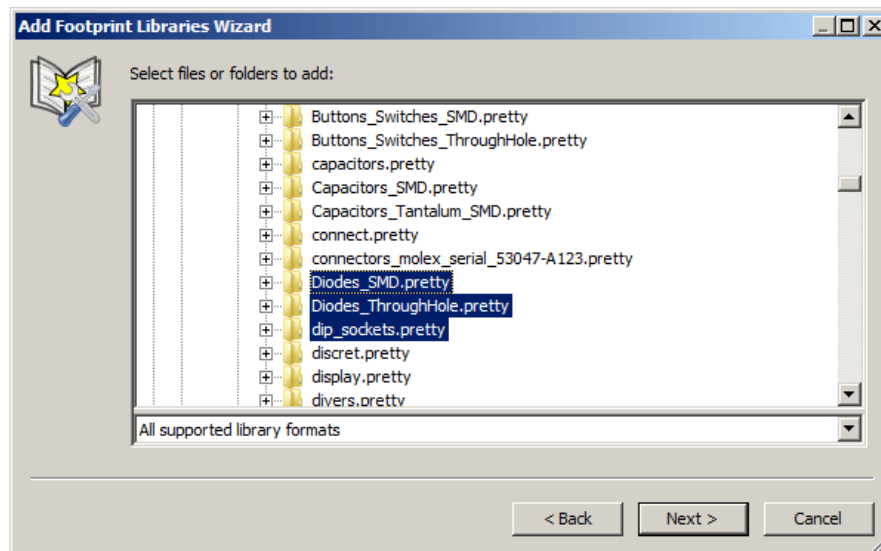 Add Footprint Libraries Wizard
Select files or folders to add:
Buttons_Switches_SMD.pretty
Buttons_Switches_ThroughHole.pretty
capacitors.pretty
Capacitors_SMD.pretty
Capacitors_Tantalum_SMD.pretty
connect.pretty
connectors_molex_serial_53047-A123.pretty
Diodes_SMD.pretty
Diodes_ThroughHole.pretty
dip_sockets.pretty
discret.pretty
display.pretty
divers.pretty
All supported library formats
< Back Next > Cancel